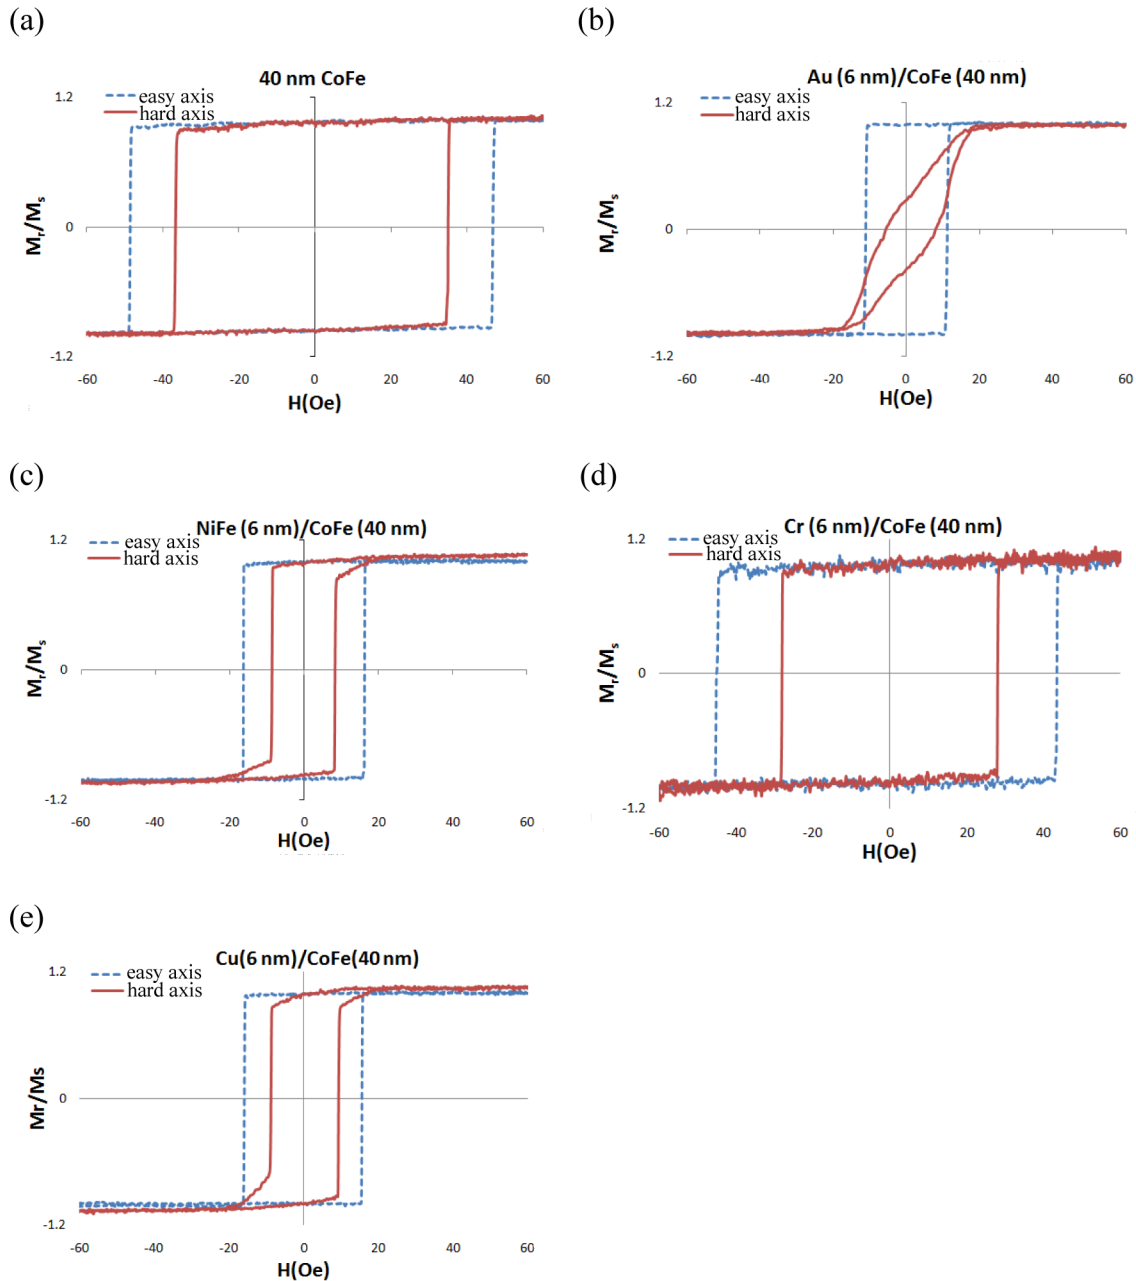 (a)
40 nm CoFe
1.2
easy axis
hard axis
Mr/Ms
0
-1.2
-60 -40 -20 0 20 40 60
H(Oe)
(b)
Au (6 nm)/CoFe (40 nm)
1.2
easy axis
hard axis
Mr/Ms
0
-1.2
-60 -40 -20 0 20 40 60
H(Oe)
(c)
NiFe (6 nm)/CoFe (40 nm)
1.2
easy axis
hard axis
Mr/Ms
0
-1.2
-60 -40 -20 0 20 40 60
H(Oe)
(d)
Cr (6 nm)/CoFe (40 nm)
1.2
easy axis
hard axis
Mr/Ms
0
-1.2
-60 -40 -20 0 20 40 60
H(Oe)
(e)
Cu(6 nm)/CoFe(40 nm)
1.2
easy axis
hard axis
Mr/Ms
0
-1.2
-60 -40 -20 0 20 40 60
H(Oe)